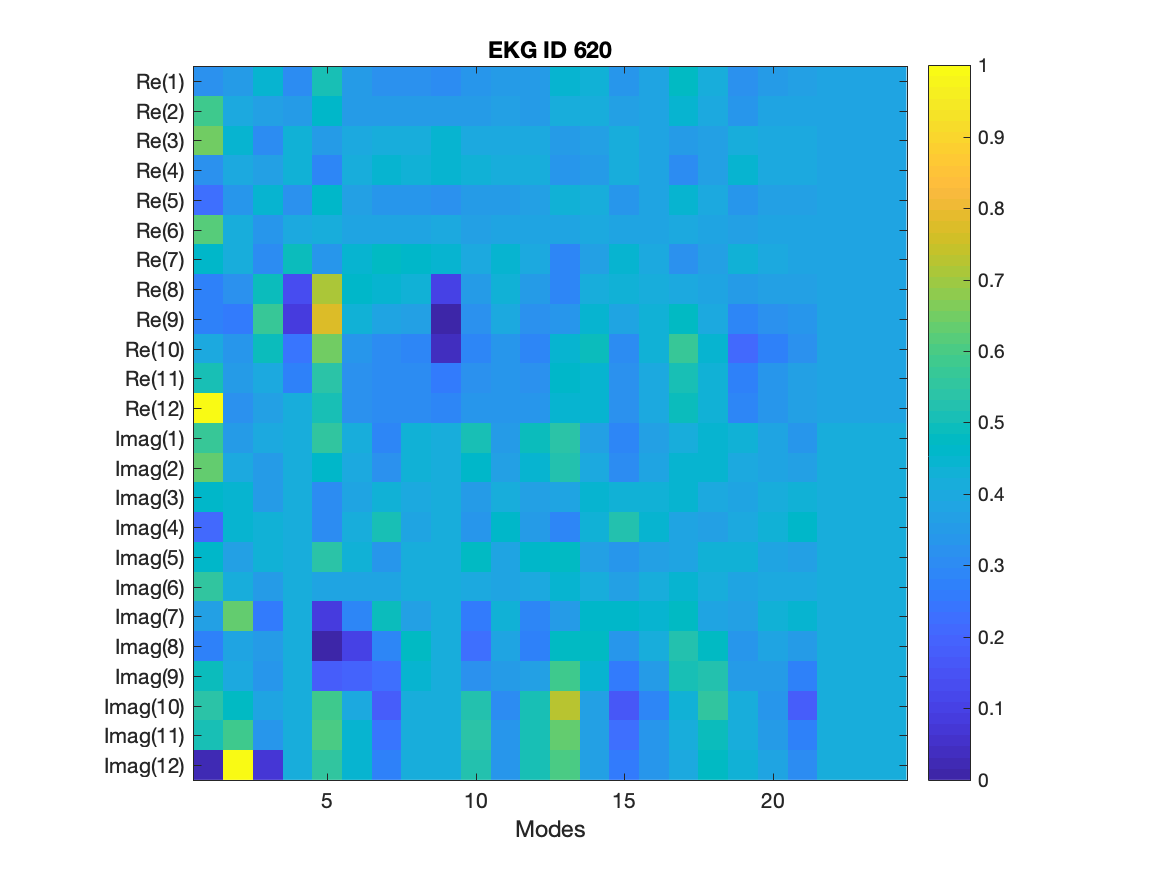 EKG ID 620
Re(1)
Re(2)
Re(3)
Re(4)
Re(5)
Re(6)
Re(7)
Re(8)
Re(9)
Re(10)
Re(11)
Re(12)
Imag(1)
Imag(2)
Imag(3)
Imag(4)
Imag(5)
Imag(6)
Imag(7)
Imag(8)
Imag(9)
Imag(10)
Imag(11)
Imag(12)
5 10 15 20
Modes
1
0.9
0.8
0.7
0.6
0.5
0.4
0.3
0.2
0.1
0